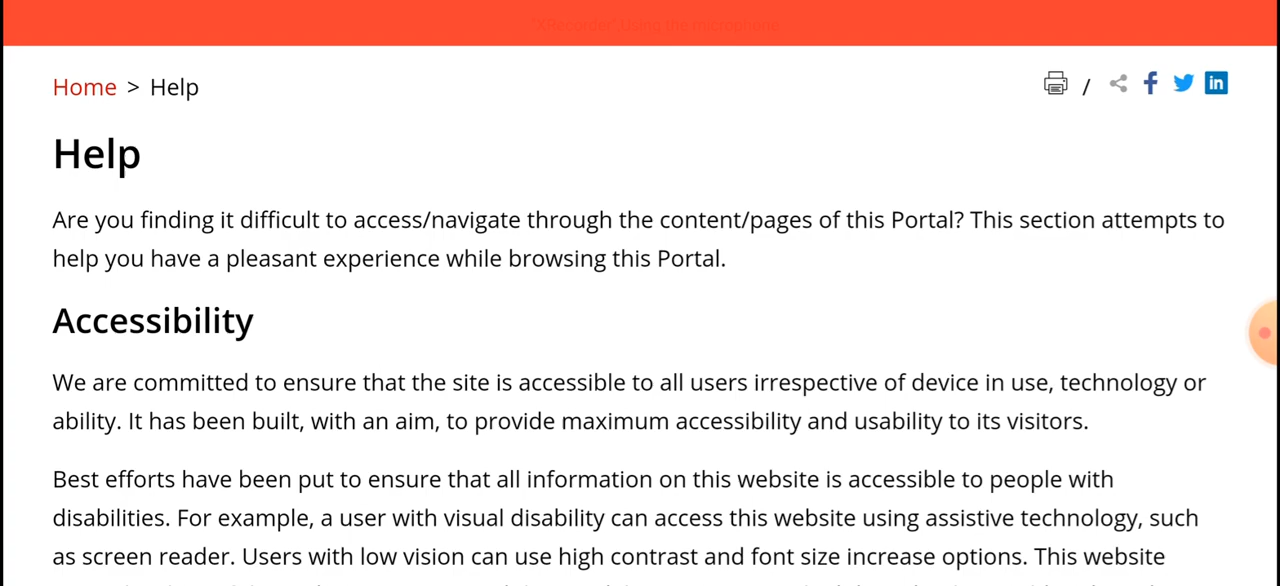 "XRecorder" Using the microphone
Home > Help
/
Help
Are you finding it difficult to access/navigate through the content/pages of this Portal? This section attempts to
help you have a pleasant experience while browsing this Portal.
Accessibility
We are committed to ensure that the site is accessible to all users irrespective of device in use, technology or
ability. It has been built, with an aim, to provide maximum accessibility and usability to its visitors.
Best efforts have been put to ensure that all information on this website is accessible to people with
disabilities. For example, a user with visual disability can access this website using assistive technology, such
as screen reader. Users with low vision can use high contrast and font size increase options. This website